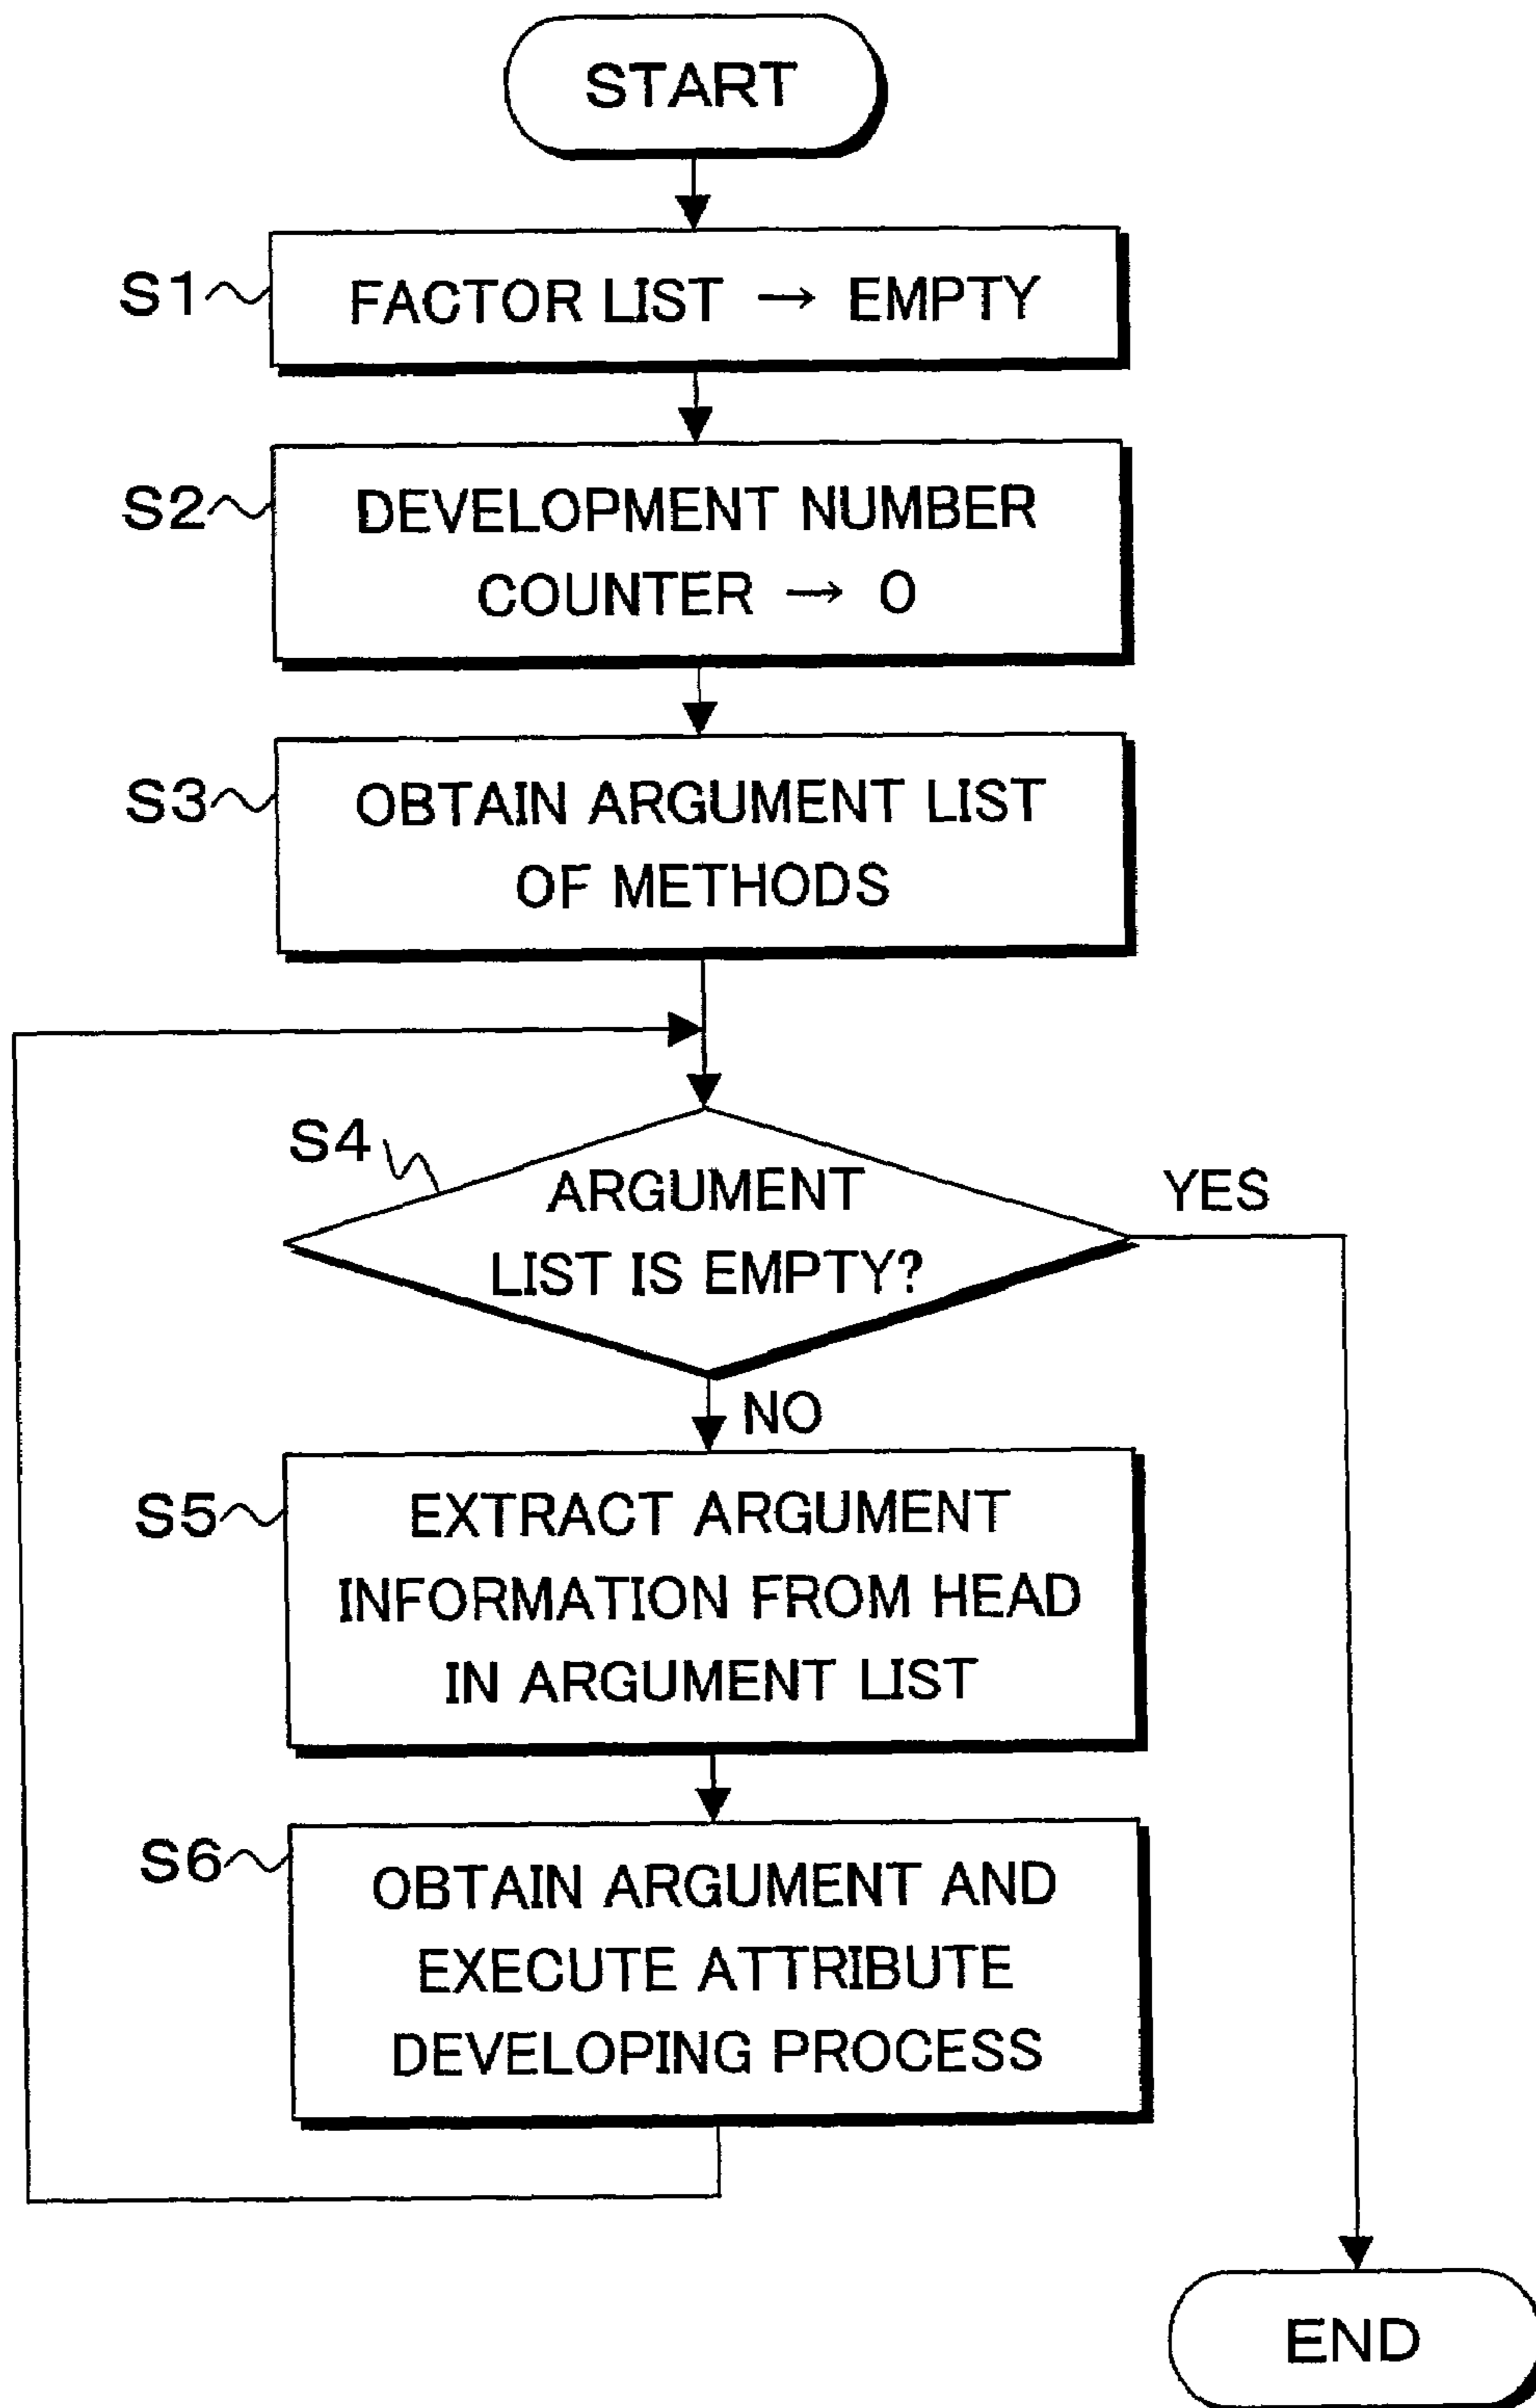 START
S1
FACTOR LIST → EMPTY
S2
DEVELOPMENT NUMBER
COUNTER → 0
S3
OBTAIN ARGUMENT LIST
OF METHODS
S4
ARGUMENT
LIST IS EMPTY?
YES
NO
S5
EXTRACT ARGUMENT
INFORMATION FROM HEAD
IN ARGUMENT LIST
S6
OBTAIN ARGUMENT AND
EXECUTE ATTRIBUTE
DEVELOPING PROCESS
END